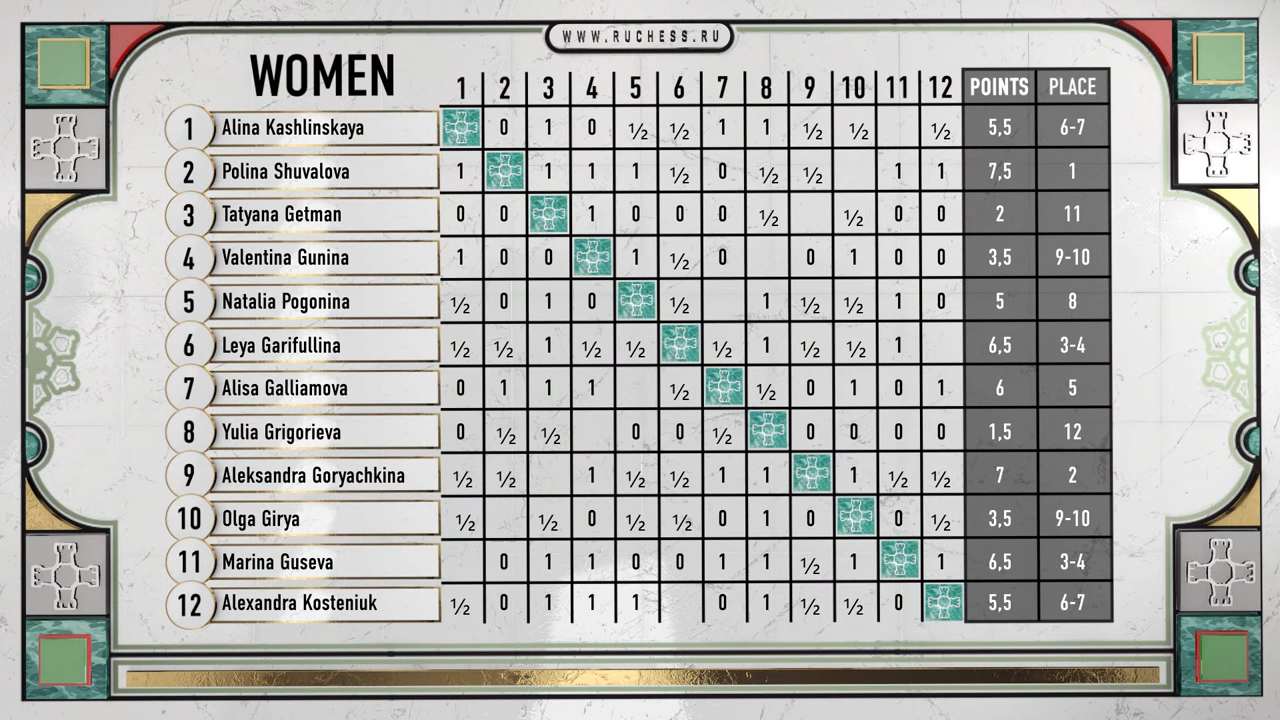 WWW.RUCHESS.RU
WOMEN 1 2 3 4 5 6 7 8 9 10 11 12 POINTS PLACE
1 Alina Kashlinskaya 0 1 0 ½ ½ 1 1 ½ ½ ½ 5,5 6-7
2 Polina Shuvalova 1 1 1 1 ½ 0 ½ ½ 1 1 7,5 1
3 Tatyana Getman 0 0 1 0 0 0 ½ ½ 0 0 2 11
4 Valentina Gunina 1 0 0 1 ½ 0 0 1 0 0 3,5 9-10
5 Natalia Pogonina ½ 0 1 0 ½ 1 ½ ½ 1 0 5 8
6 Leya Garifullina ½ ½ 1 ½ ½ ½ 1 ½ ½ 1 6,5 3-4
7 Alisa Galliamova 0 1 1 1 ½ ½ 0 1 0 1 6 5
8 Yulia Grigorieva 0 ½ ½ 0 0 ½ 0 0 0 0 1,5 12
9 Aleksandra Goryachkina ½ ½ 1 ½ ½ 1 1 1 ½ ½ 7 2
10 Olga Girya ½ ½ 0 ½ ½ 0 1 0 0 ½ 3,5 9-10
11 Marina Guseva 0 1 1 0 0 1 1 ½ 1 1 6,5 3-4
12 Alexandra Kosteniuk ½ 0 1 1 1 0 1 ½ ½ 0 5,5 6-7